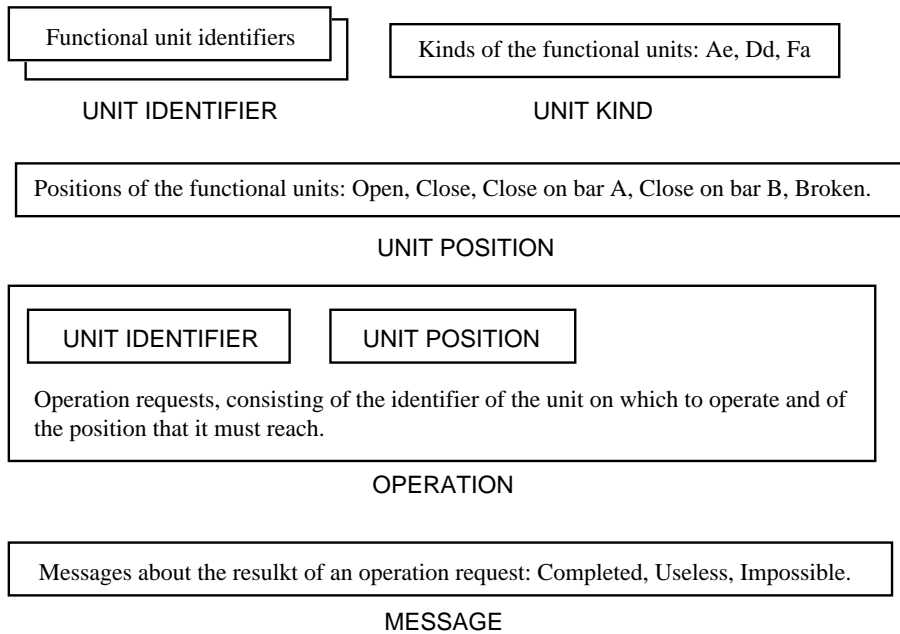 Functional unit identifiers
UNIT IDENTIFIER
Kinds of the functional units: Ae, Dd, Fa
UNIT KIND
Positions of the functional units: Open, Close, Close on bar A, Close on bar B, Broken.
UNIT POSITION
UNIT IDENTIFIER
UNIT POSITION
Operation requests, consisting of the identifier of the unit on which to operate and of
the position that it must reach.
OPERATION
Messages about the resulkt of an operation request: Completed, Useless, Impossible.
MESSAGE